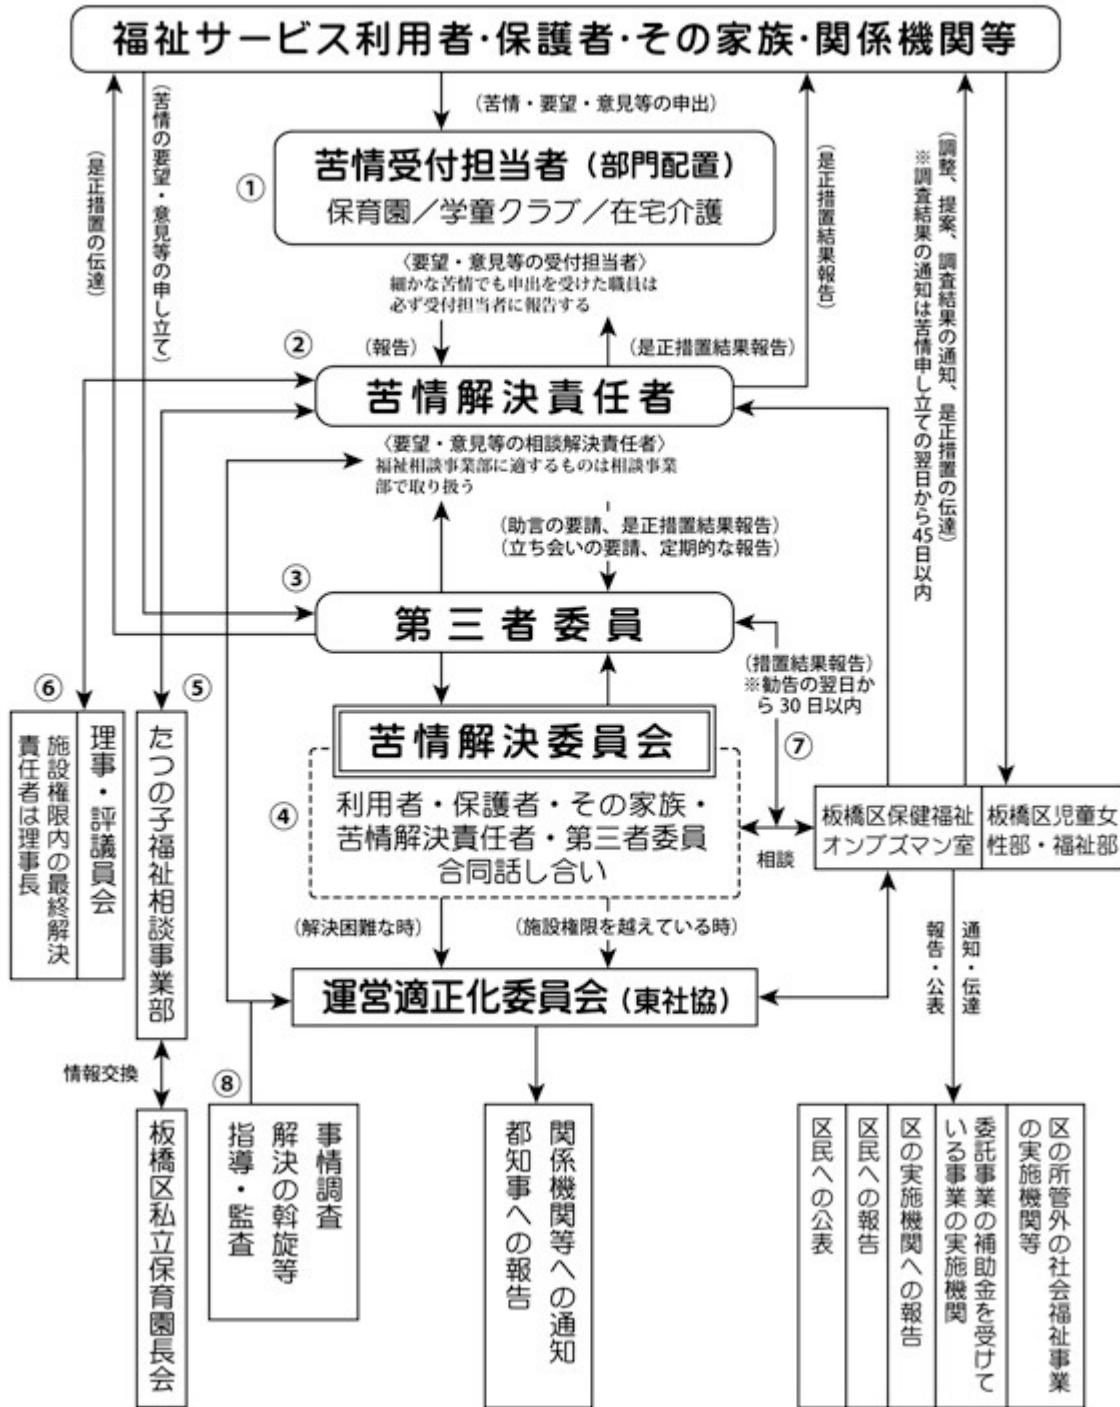 福祉サービス利用者・保護者・その家族・関係機関等
(是正措置の伝達)
(苦情の要望・意見等の申し立て)
(苦情・要望・意見等の申出)
(是正措置結果報告)
(調整、提案、調査結果の通知、是正措置の伝達)
※調査結果の通知は苦情申し立ての翌日から45日以内
①
苦情受付担当者(部門配置)
保育園/学童クラブ/在宅介護
〈要望・意見等の受付担当者〉
細かな苦情でも申出を受けた職員は
必ず受付担当者に報告する
②
(報告)
(是正措置結果報告)
苦情解決責任者
〈要望・意見等の相談解決責任者〉
福祉相談事業部に適するものは相談事業
部で取り扱う
(助言の要請、是正措置結果報告)
(立ち会いの要請、定期的な報告)
③
第三者委員
(措置結果報告)
※勧告の翌日か
ら30日以内
⑥
⑤
⑦
理事・評議員会
施設権限内の最終解決
責任者は理事長
たつの子福祉相談事業部
苦情解決委員会
④
利用者・保護者・その家族・
苦情解決責任者・第三者委員
合同話し合い
相談
板橋区保健福祉
オンブズマン室
板橋区児童女
性部・福祉部
(解決困難な時)
(施設権限を越えている時)
運営適正化委員会(東社協)
通知・伝達
報告・公表
情報交換
⑧
板橋区私立保育園長会
事情調査
解決の斡旋等
指導・監査
関係機関等への通知
都知事への報告
区の所管外の社会福祉事業
の実施機関等
委託事業の補助金を受けて
いる事業の実施機関
区の実施機関への報告
区民への報告
区民への公表